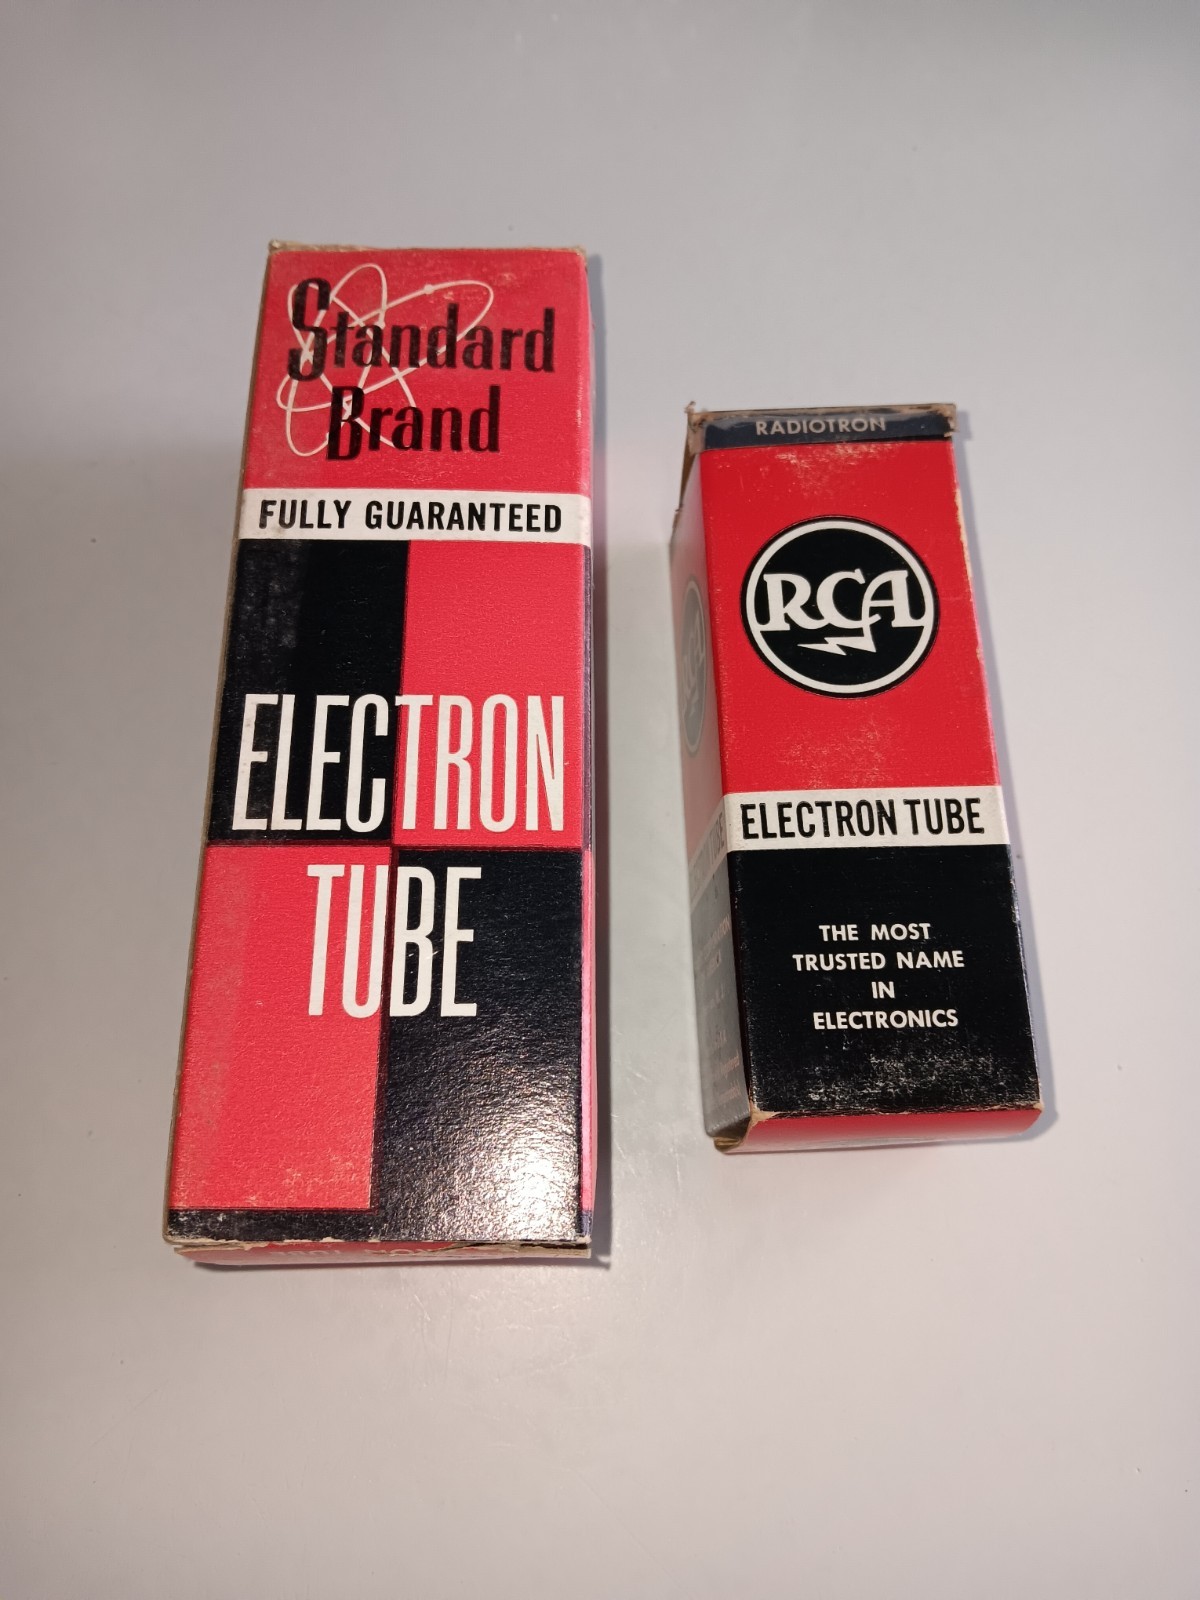 Standard
Brand
FULLY GUARANTEED
ELECTRON
TUBE
RADIOTRON
RCA
ELECTRON TUBE
THE MOST
TRUSTED NAME
IN
ELECTRONICS